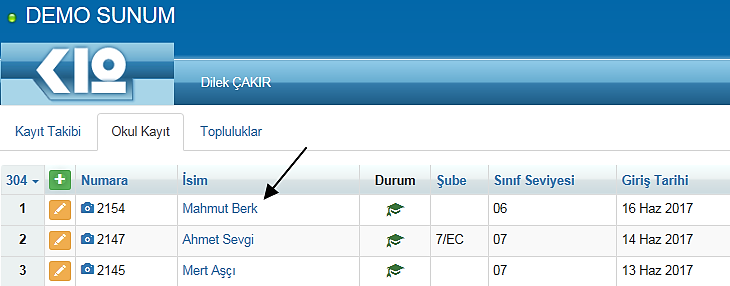 DEMO SUNUM
K12
Dilek ÇAKIR
Kayıt Takibi Okul Kayıt Topluluklar
304 Numara İsim Durum Şube Sınıf Seviyesi Giriş Tarihi
1 2154 Mahmut Berk 06 16 Haz 2017
2 2147 Ahmet Sevgi 7/EC 07 14 Haz 2017
3 2145 Mert Aşçı 07 13 Haz 2017